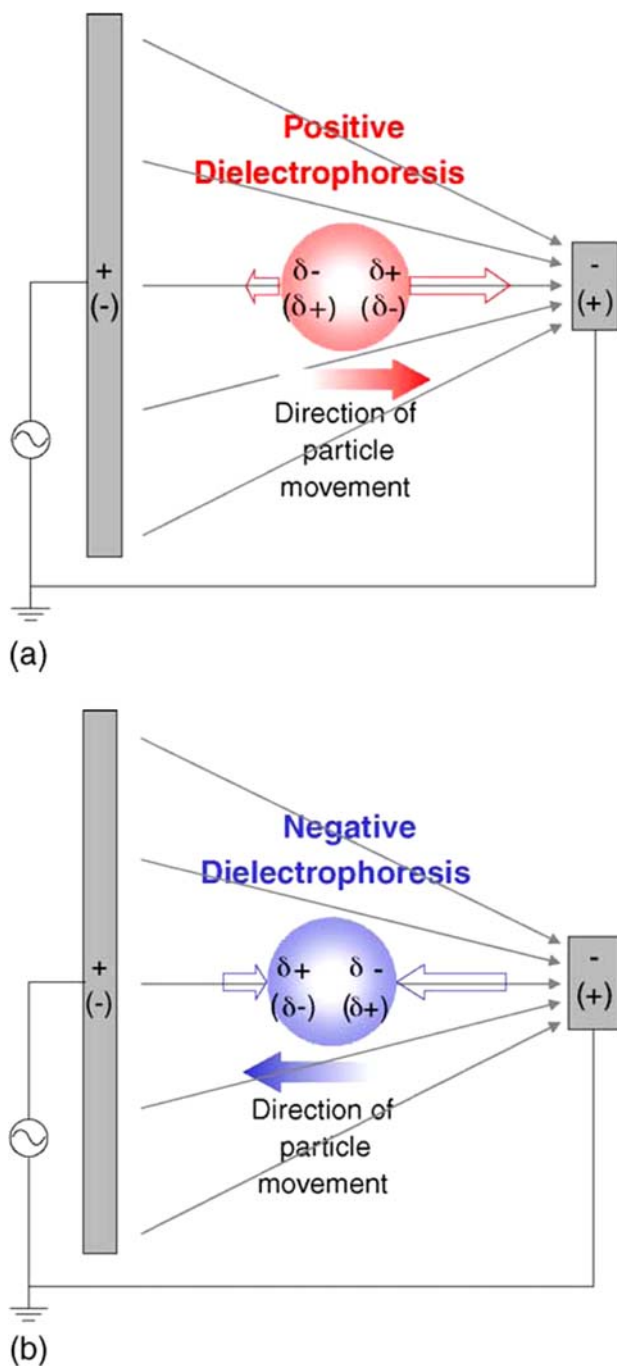 Positive
Dielectrophoresis
+
(-)
δ- δ+
(δ+) (δ-)
-
(+)
Direction of
particle
movement
(a)
Negative
Dielectrophoresis
+
(-)
δ+ δ -
(δ-) (δ+)
-
(+)
Direction of
particle
movement
(b)